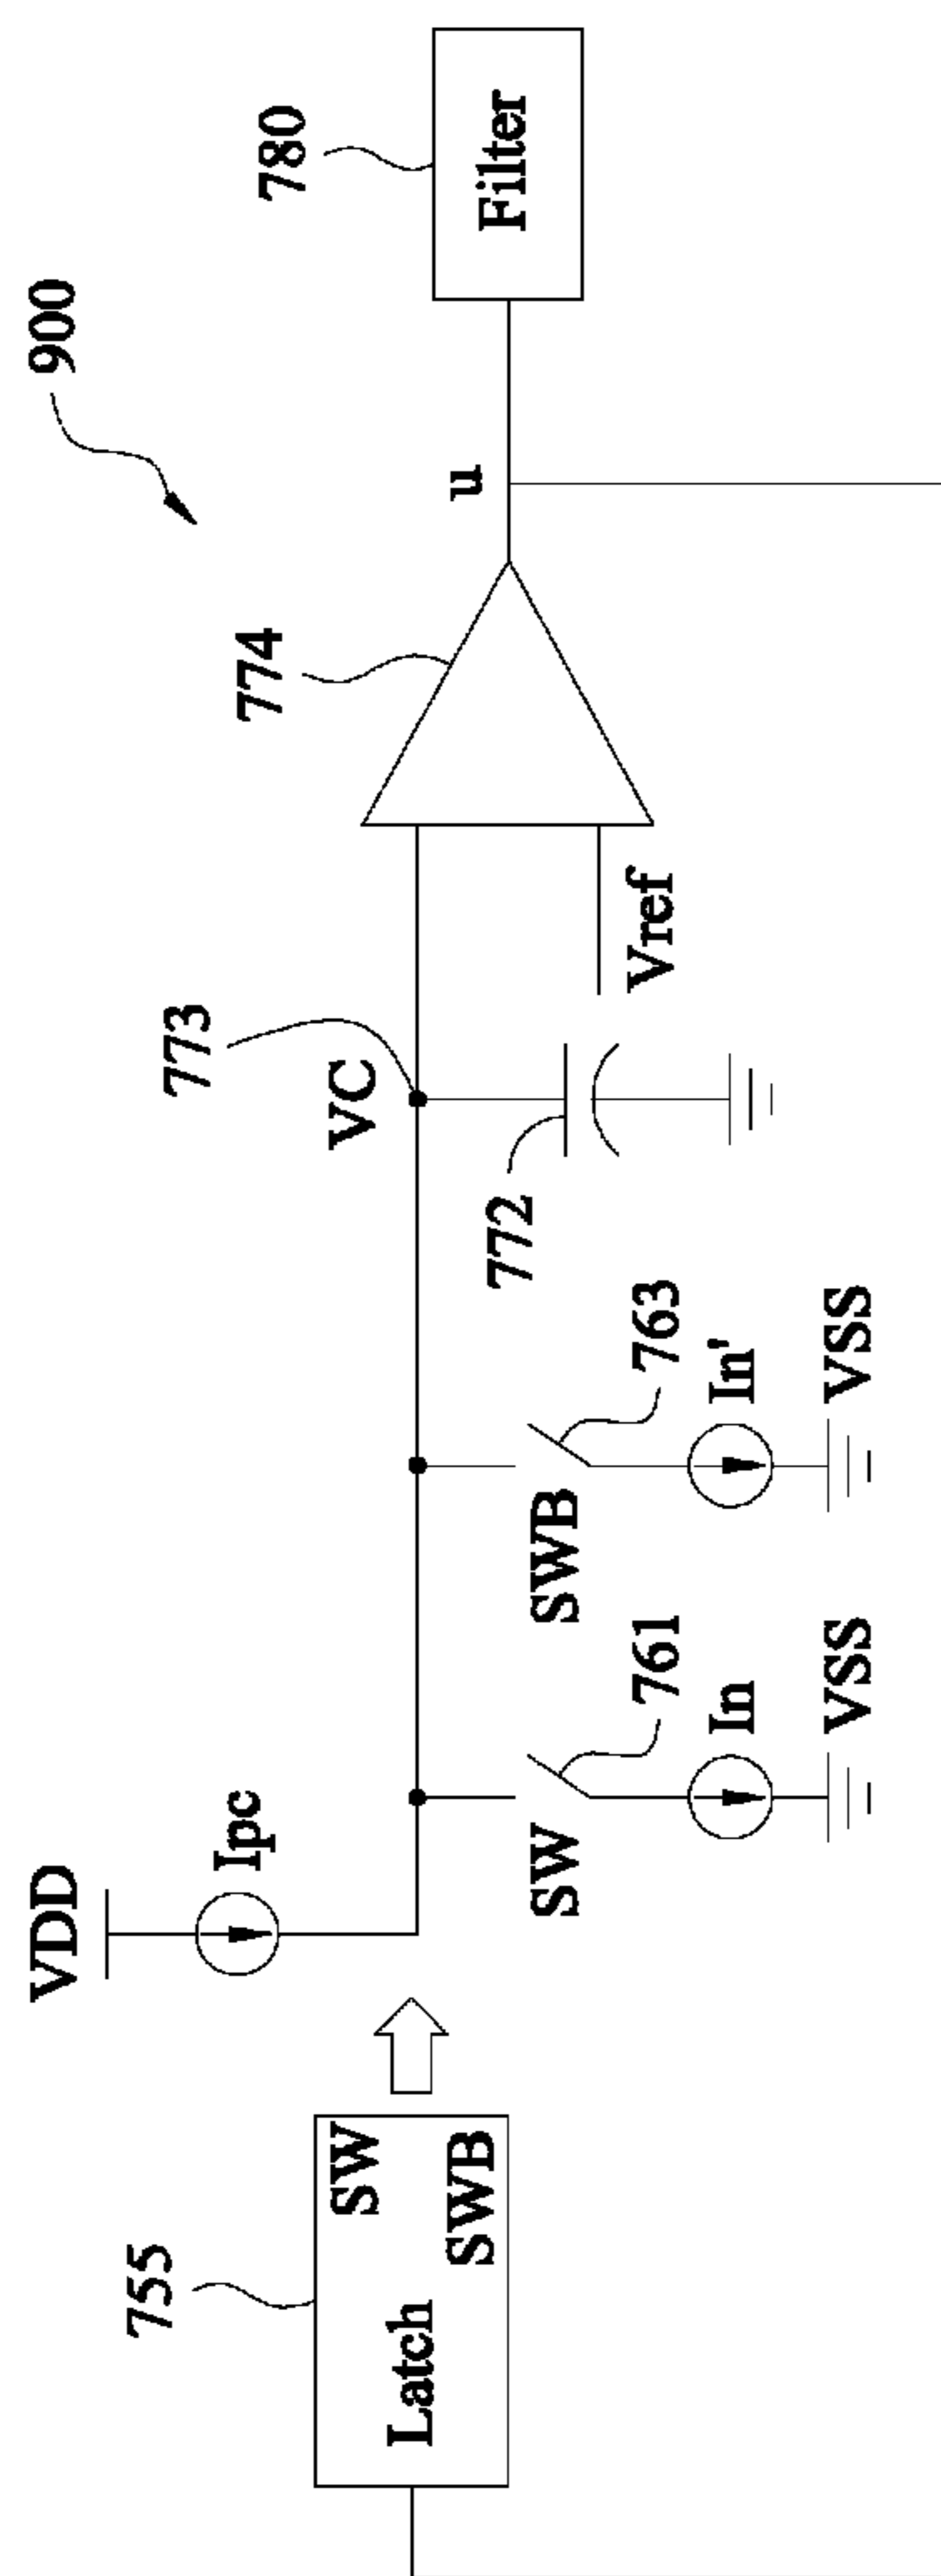 900
VDD
Ipc
755
Latch
SW
SWB
SW
761
In
VSS
SWB
763
In'
VSS
773
VC
772
Vref
774
u
780
Filter